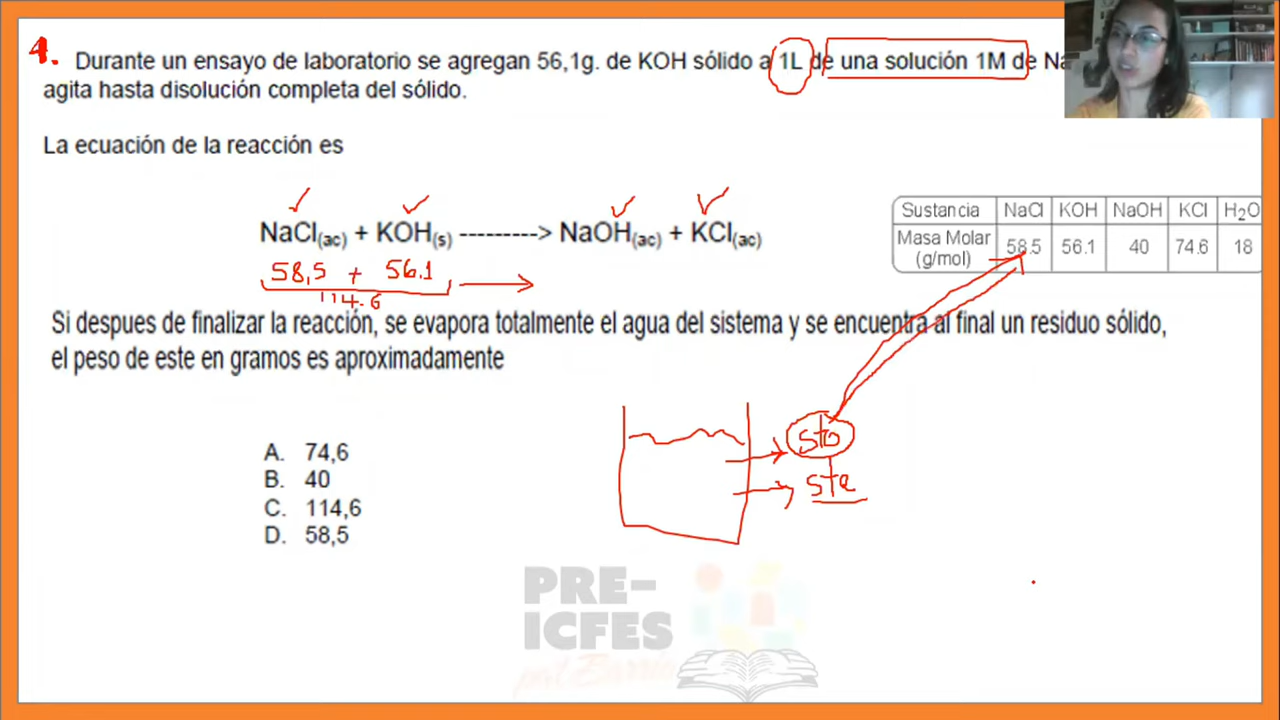 4. Durante un ensayo de laboratorio se agregan 56,1g. de KOH sólido a 1L de una solución 1M de Na
agita hasta disolución completa del sólido.
La ecuación de la reacción es
NaCl(ac) + KOH(s) ---------> NaOH(ac) + KCl(ac)
58,5 + 56.1
114.6
Sustancia NaCl KOH NaOH KCl H2O
Masa Molar (g/mol) 58.5 56.1 40 74.6 18
Si despues de finalizar la reacción, se evapora totalmente el agua del sistema y se encuentra al final un residuo sólido,
el peso de este en gramos es aproximadamente
sto
ste
A. 74,6
B. 40
C. 114,6
D. 58,5
PRE-
ICFES